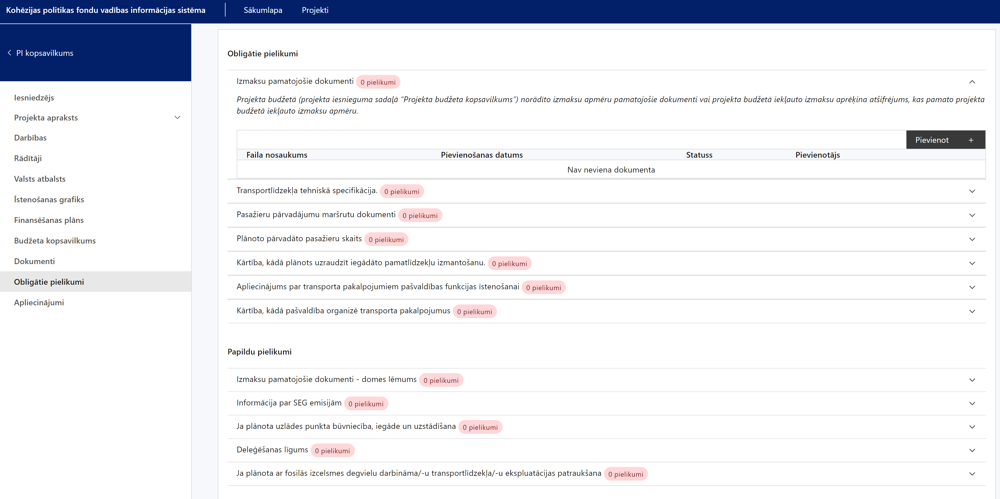 Kohēzijas politikas fondu vadības informācijas sistēma
Sākumlapa
Projekti
PI kopsavilkums
Iesniedzējs
Projekta apraksts
Darbības
Rādītāji
Valsts atbalsts
Īstenošanas grafiks
Finansēšanas plāns
Budžeta kopsavilkums
Dokumenti
Obligātie pielikumi
Apliecinājumi
Obligātie pielikumi
Izmaksu pamatojošie dokumenti 0 pielikumi
Projekta budžetā (projekta iesnieguma sadaļā “Projekta budžeta kopsavilkums”) norādīto izmaksu apmēru pamatojošie dokumenti vai projekta budžetā iekļauto izmaksu aprēķina atšifrējums, kas pamato projekta
budžetā iekļauto izmaksu apmēru.
Pievienot +
Faila nosaukums Pievienošanas datums Statuss Pievienotājs
Nav neviena dokumenta
Transportlīdzekļa tehniskā specifikācija. 0 pielikumi
Pasažieru pārvadājumu maršrutu dokumenti 0 pielikumi
Plānoto pārvadāto pasažieru skaits 0 pielikumi
Kārtība, kādā plānots uzraudzīt iegādāto pamatlīdzekļu izmantošanu. 0 pielikumi
Apliecinājums par transporta pakalpojumiem pašvaldības funkcijas īstenošanai 0 pielikumi
Kārtība, kādā pašvaldība organizē transporta pakalpojumus 0 pielikumi
Papildu pielikumi
Izmaksu pamatojošie dokumenti - domes lēmums 0 pielikumi
Informācija par SEG emisijām 0 pielikumi
Ja plānota uzlādes punkta būvniecība, iegāde un uzstādīšana 0 pielikumi
Deleģēšanas līgums 0 pielikumi
Ja plānota ar fosilās izcelsmes degvielu darbināma/-u transportlīdzekļa/-u ekspluatācijas patraukšana 0 pielikumi